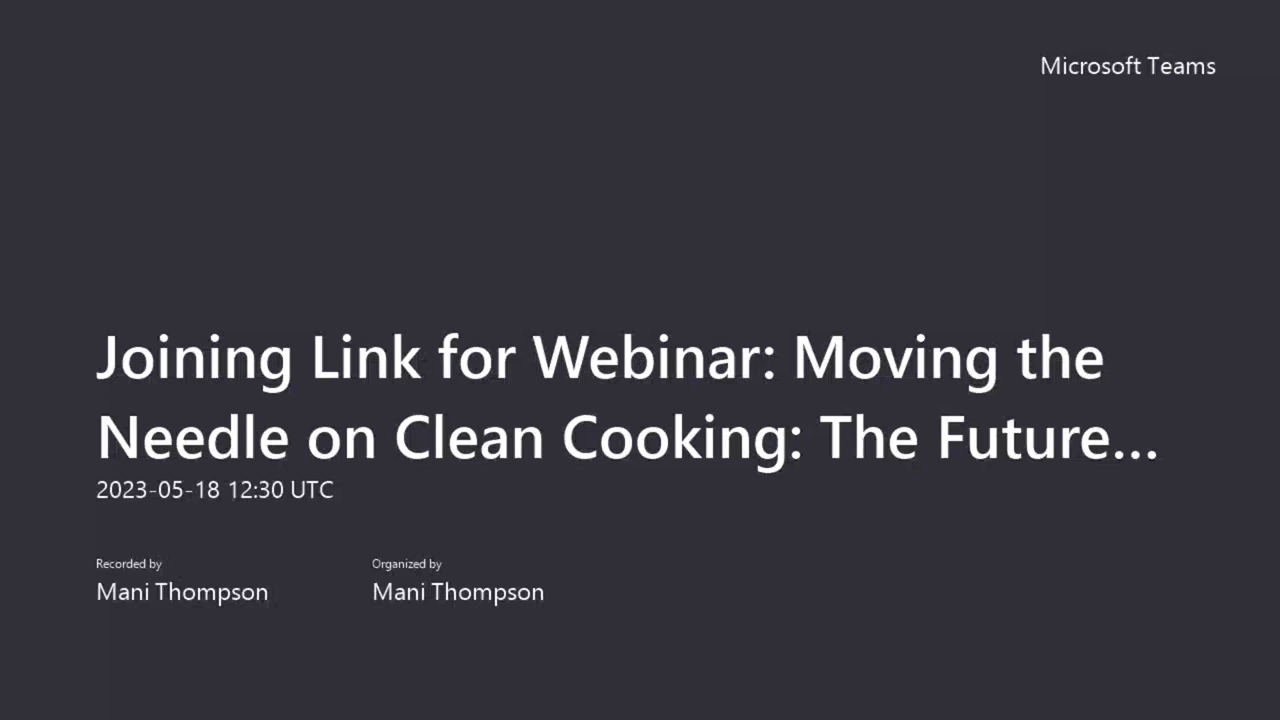 Microsoft Teams
Joining Link for Webinar: Moving the
Needle on Clean Cooking: The Future...
2023-05-18 12:30 UTC
Recorded by
Mani Thompson
Organized by
Mani Thompson